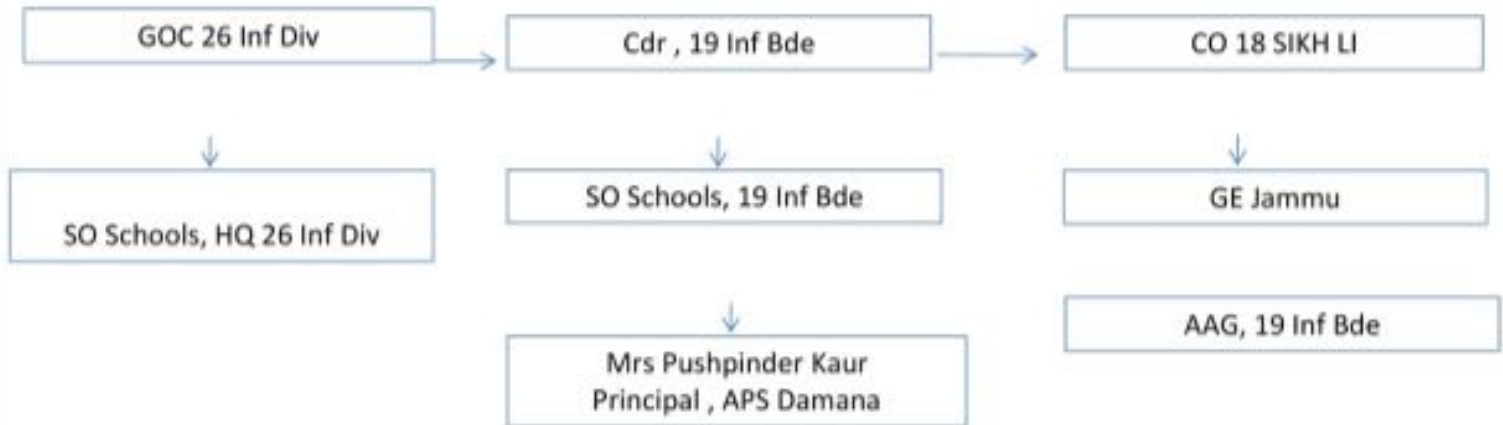 GOC 26 Inf Div
Cdr , 19 Inf Bde
CO 18 SIKH LI
SO Schools, HQ 26 Inf Div
SO Schools, 19 Inf Bde
GE Jammu
AAG, 19 Inf Bde
Mrs Pushpinder Kaur
Principal , APS Damana